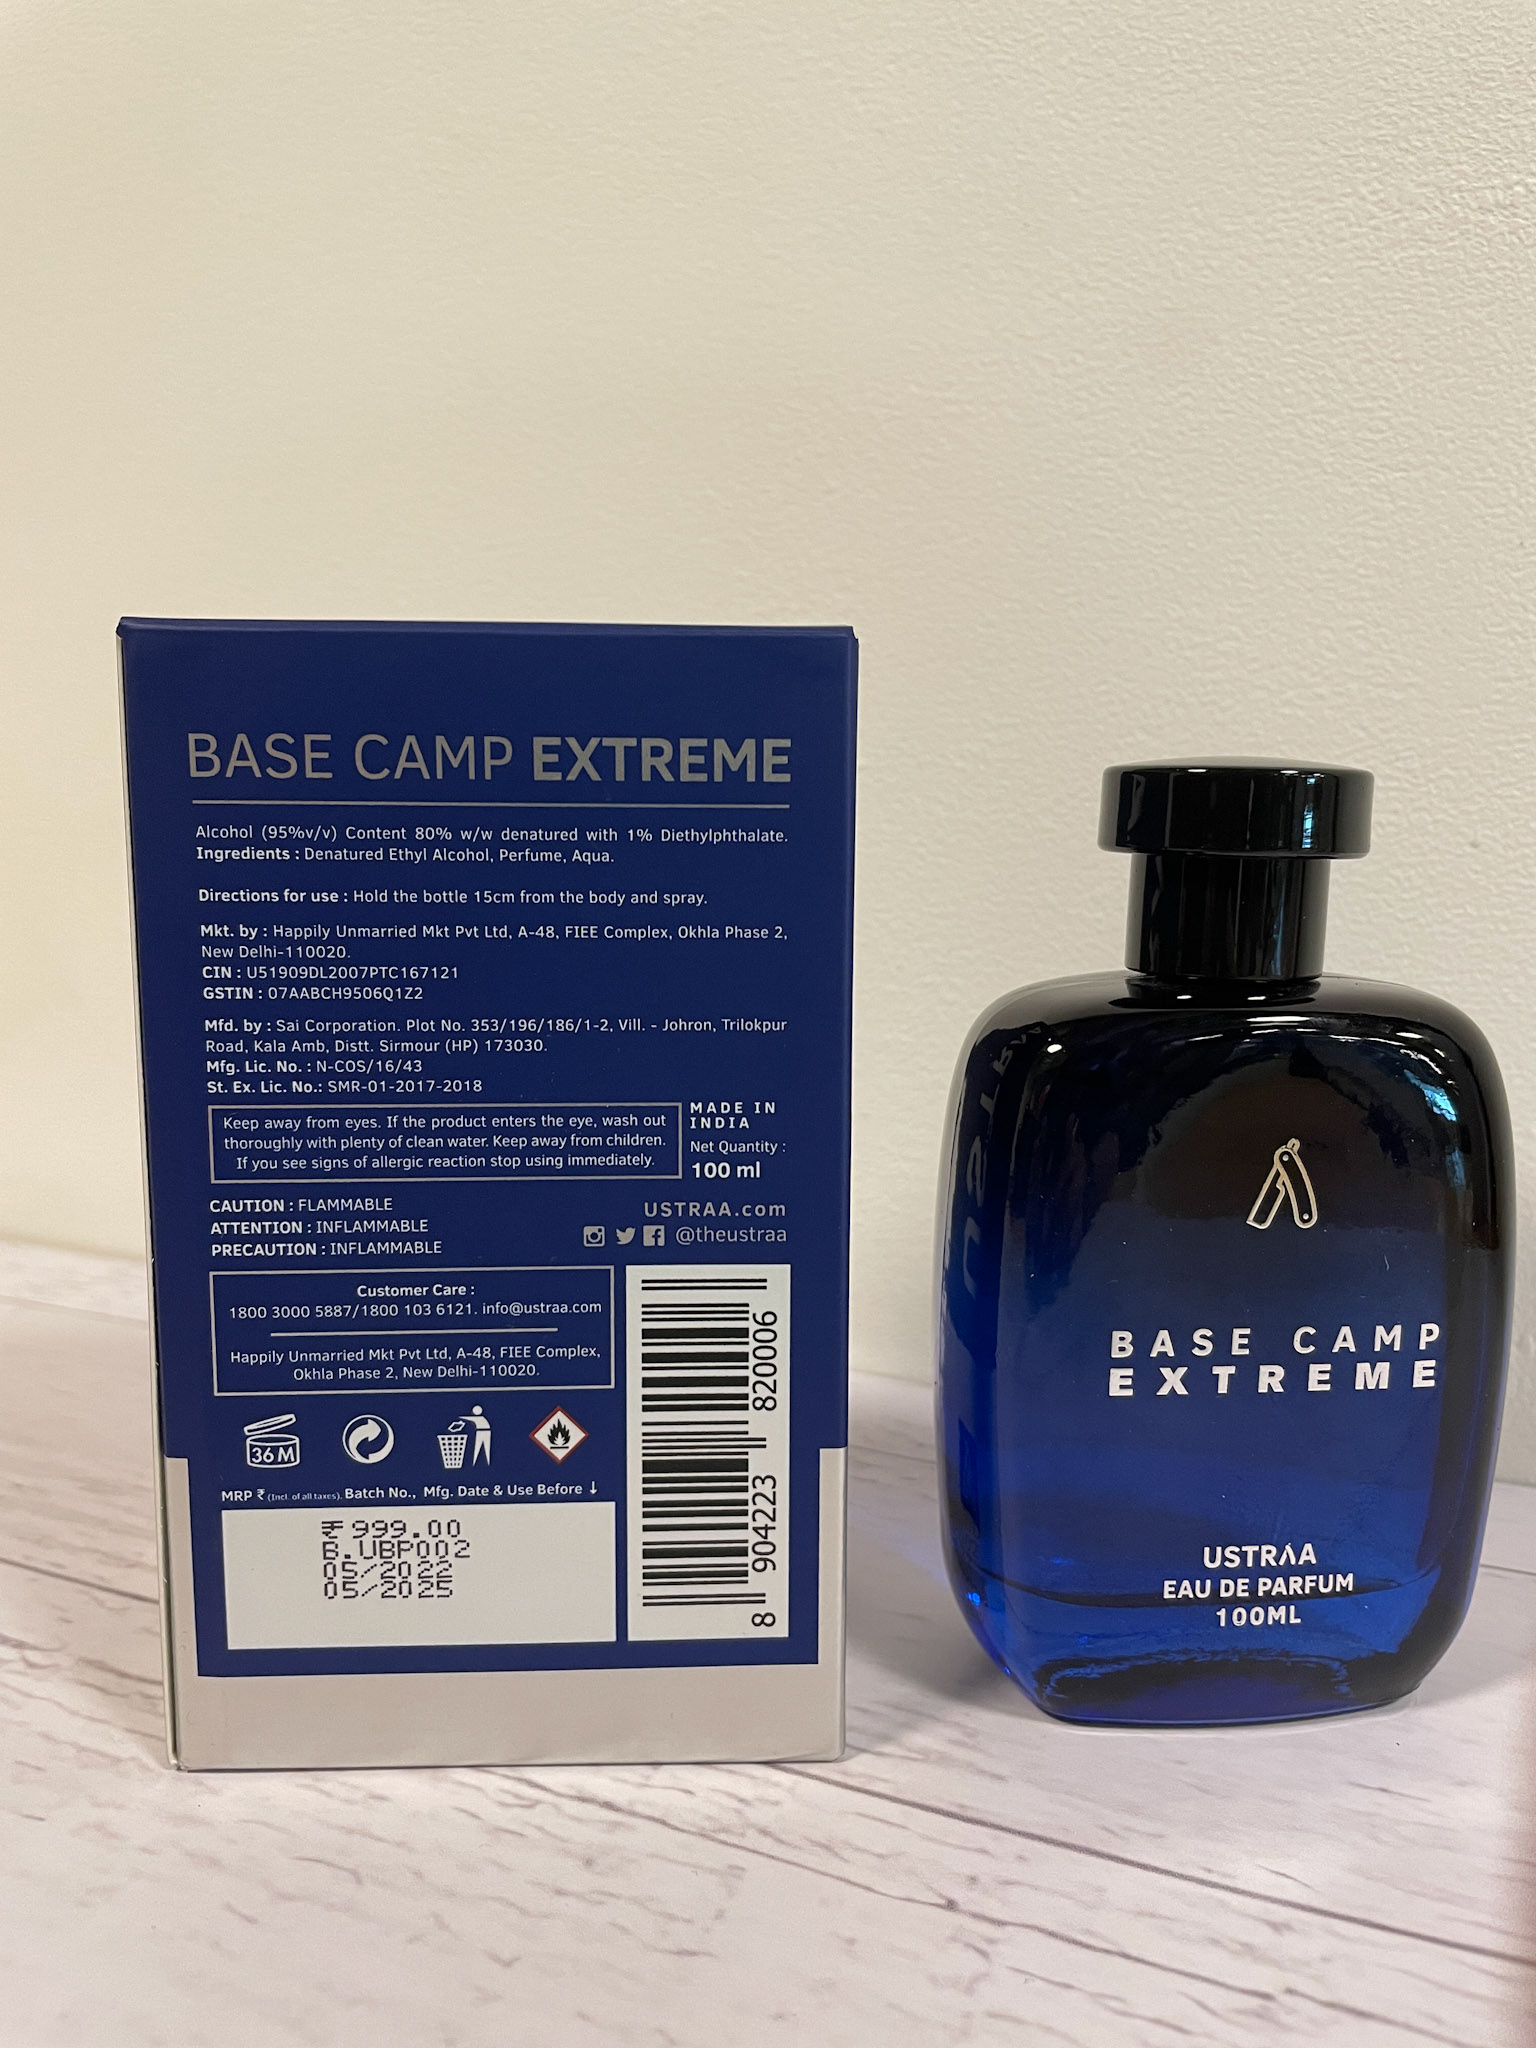 BASE CAMP EXTREME
Alcohol (95%v/v) Content 80% w/w denatured with 1% Diethylphthalate.
Ingredients : Denatured Ethyl Alcohol, Perfume, Aqua.
Directions for use : Hold the bottle 15cm from the body and spray.
Mkt. by : Happily Unmarried Mkt Pvt Ltd, A-48, FIEE Complex, Okhla Phase 2,
New Delhi-110020.
CIN : U51909DL2007PTC167121
GSTIN : 07AABCH9506Q1Z2
Mfd. by : Sai Corporation. Plot No. 353/196/186/1-2, Vill. - Johron, Trilokpur
Road, Kala Amb, Distt. Sirmour (HP) 173030.
Mfg. Lic. No. : N-COS/16/43
St. Ex. Lic. No.: SMR-01-2017-2018
Keep away from eyes. If the product enters the eye, wash out
thoroughly with plenty of clean water. Keep away from children.
If you see signs of allergic reaction stop using immediately.
MADE IN
INDIA
Net Quantity :
100 ml
CAUTION : FLAMMABLE
ATTENTION : INFLAMMABLE
PRECAUTION : INFLAMMABLE
USTRAA.com
@theustraa
Customer Care :
1800 3000 5887/1800 103 6121. info@ustraa.com
Happily Unmarried Mkt Pvt Ltd, A-48, FIEE Complex,
Okhla Phase 2, New Delhi-110020.
36 M
MRP ₹ (Incl. of all taxes). Batch No., Mfg. Date & Use Before ↓
₹ 999.00
B.UBP002
05/2022
05/2025
8 904223 820006
BASE CAMP
EXTREME
USTRAA
EAU DE PARFUM
100ML